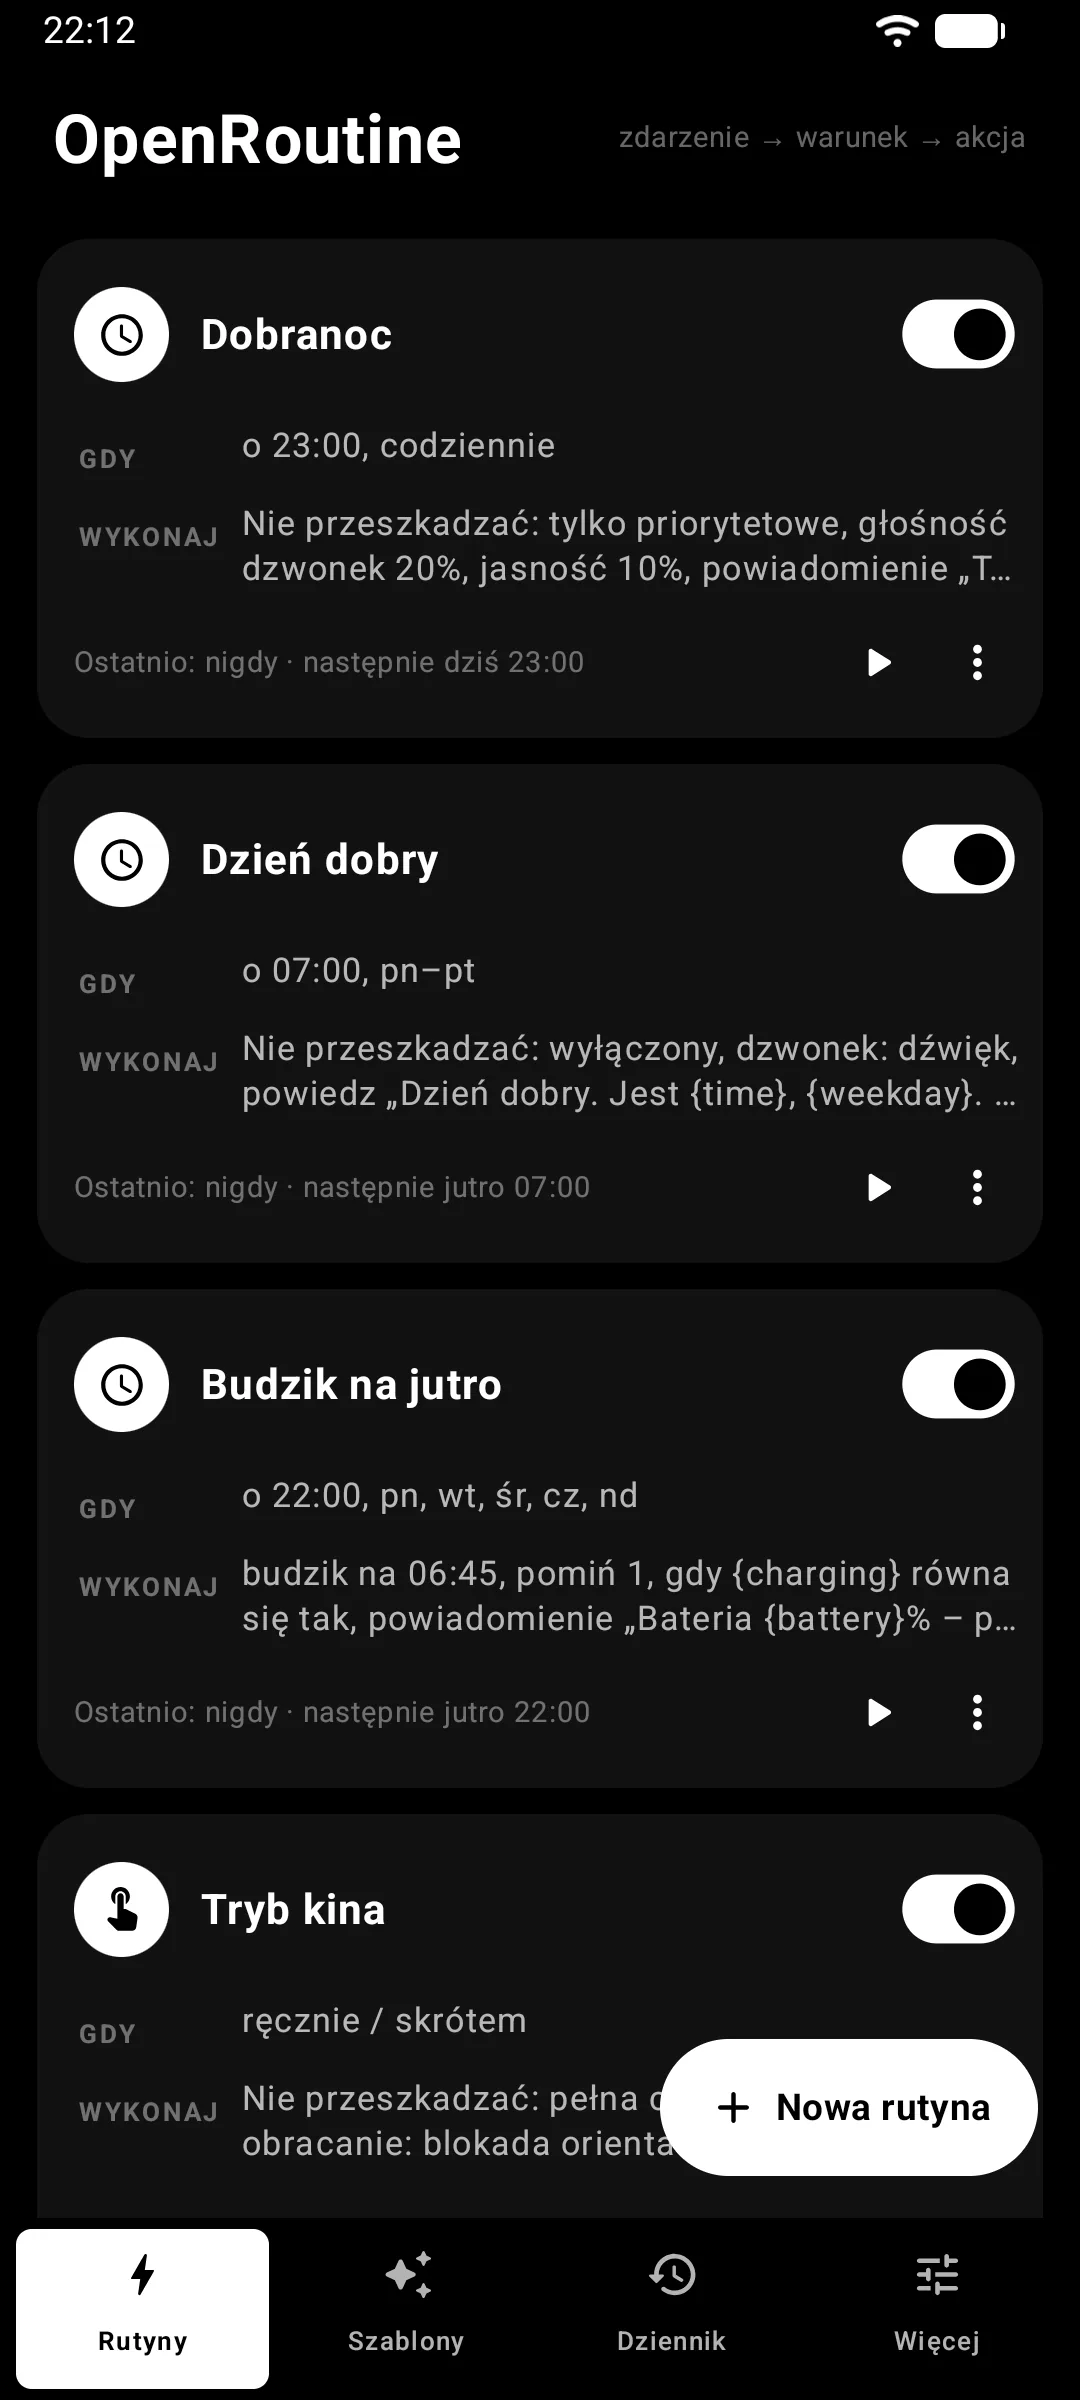 22:12
OpenRoutine
zdarzenie → warunek → akcja
Dobranoc
GDY
o 23:00, codziennie
WYKONAJ
Nie przeszkadzać: tylko priorytetowe, głośność
dzwonek 20%, jasność 10%, powiadomienie „T…
Ostatnio: nigdy · następnie dziś 23:00
Dzień dobry
GDY
o 07:00, pn–pt
WYKONAJ
Nie przeszkadzać: wyłączony, dzwonek: dźwięk,
powiedz „Dzień dobry. Jest {time}, {weekday}. …
Ostatnio: nigdy · następnie jutro 07:00
Budzik na jutro
GDY
o 22:00, pn, wt, śr, cz, nd
WYKONAJ
budzik na 06:45, pomiń 1, gdy {charging} równa
się tak, powiadomienie „Bateria {battery}% – p…
Ostatnio: nigdy · następnie jutro 22:00
Tryb kina
GDY
ręcznie / skrótem
WYKONAJ
Nie przeszkadzać: pełna
obracanie: blokada orienta
Nowa rutyna
Rutyny
Szablony
Dziennik
Więcej